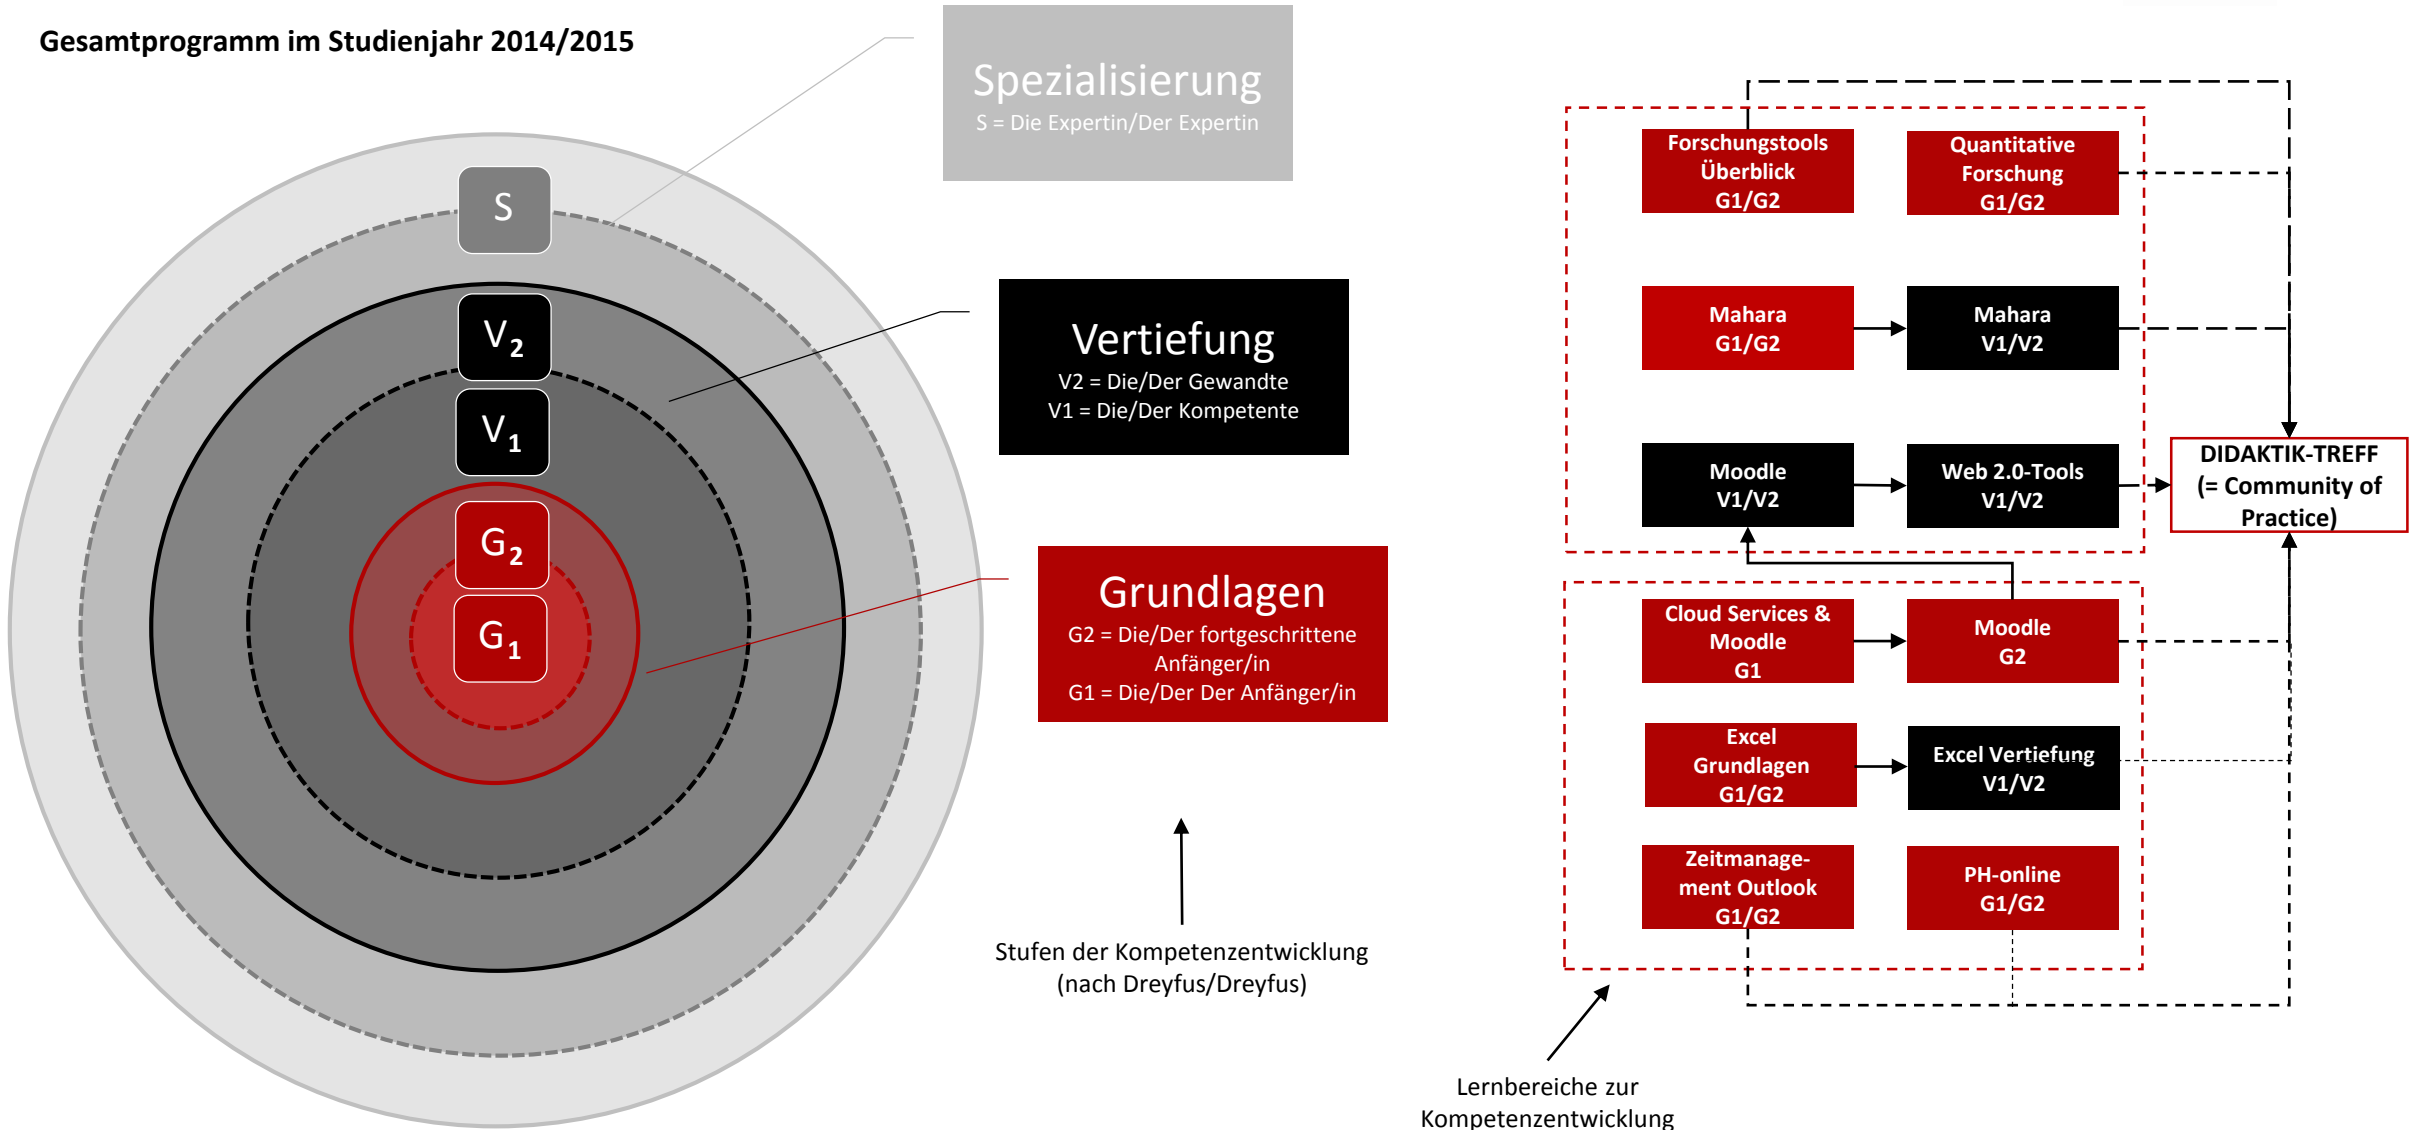 Gesamtprogramm im Studienjahr 2014/2015
S
V2
V1
G2
G1
Spezialisierung
S = Die Expertin/Der Expertin
Vertiefung
V2 = Die/Der Gewandte
V1 = Die/Der Kompetente
Grundlagen
G2 = Die/Der fortgeschrittene
Anfänger/in
G1 = Die/Der Der Anfänger/in
Stufen der Kompetenzentwicklung
(nach Dreyfus/Dreyfus)
Forschungstools
Überblick
G1/G2
Quantitative
Forschung
G1/G2
Mahara
G1/G2
Mahara
V1/V2
Moodle
V1/V2
Web 2.0-Tools
V1/V2
DIDAKTIK-TREFF
(= Community of
Practice)
Cloud Services &
Moodle
G1
Moodle
G2
Excel
Grundlagen
G1/G2
Excel Vertiefung
V1/V2
Zeitmanage-
ment Outlook
G1/G2
PH-online
G1/G2
Lernbereiche zur
Kompetenzentwicklung